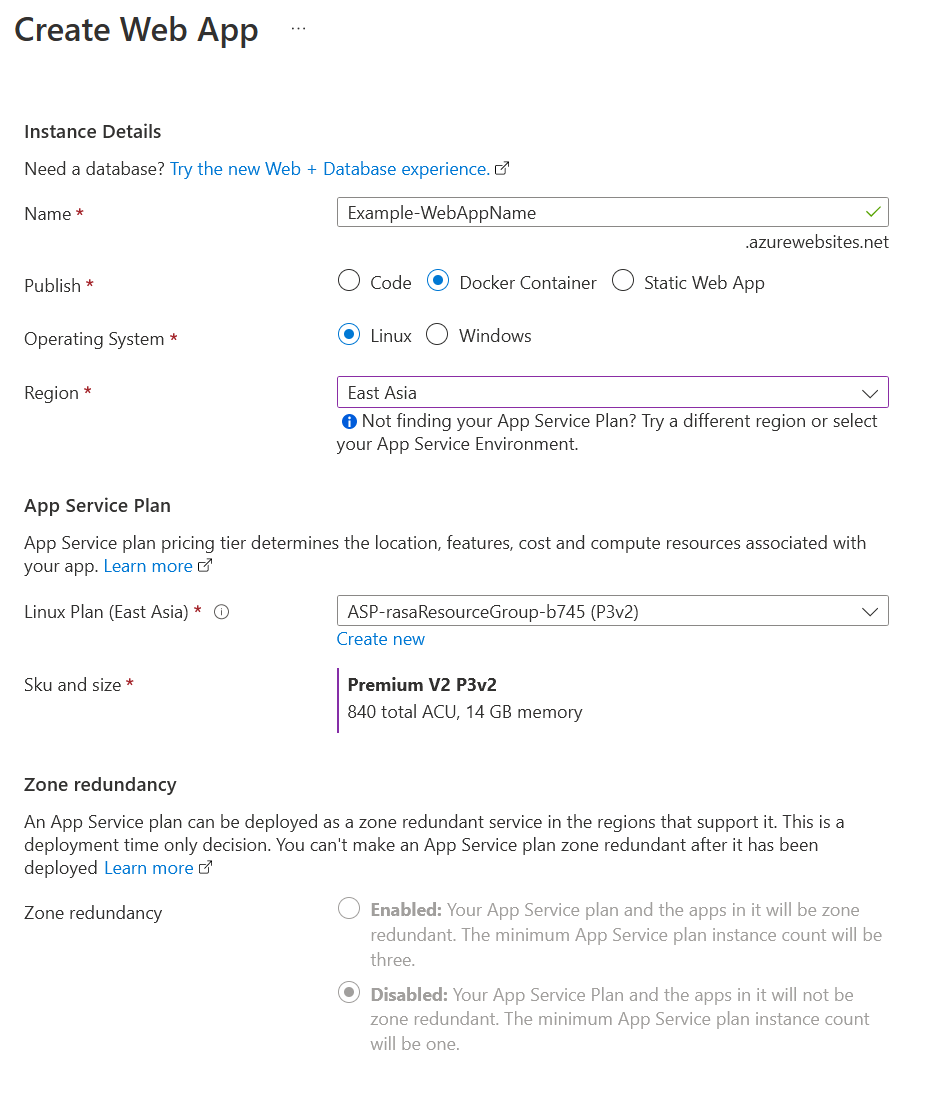 Create Web App ...
Instance Details
Need a database? Try the new Web + Database experience.
Name *
Example-WebAppName
.azurewebsites.net
Publish *
Code
Docker Container
Static Web App
Operating System *
Linux
Windows
Region *
East Asia
Not finding your App Service Plan? Try a different region or select
your App Service Environment.
App Service Plan
App Service plan pricing tier determines the location, features, cost and compute resources associated with
your app. Learn more
Linux Plan (East Asia) *
ASP-rasaResourceGroup-b745 (P3v2)
Create new
Sku and size *
Premium V2 P3v2
840 total ACU, 14 GB memory
Zone redundancy
An App Service plan can be deployed as a zone redundant service in the regions that support it. This is a
deployment time only decision. You can't make an App Service plan zone redundant after it has been
deployed Learn more
Zone redundancy
Enabled: Your App Service plan and the apps in it will be zone
redundant. The minimum App Service plan instance count will be
three.
Disabled: Your App Service Plan and the apps in it will not be
zone redundant. The minimum App Service plan instance count
will be one.